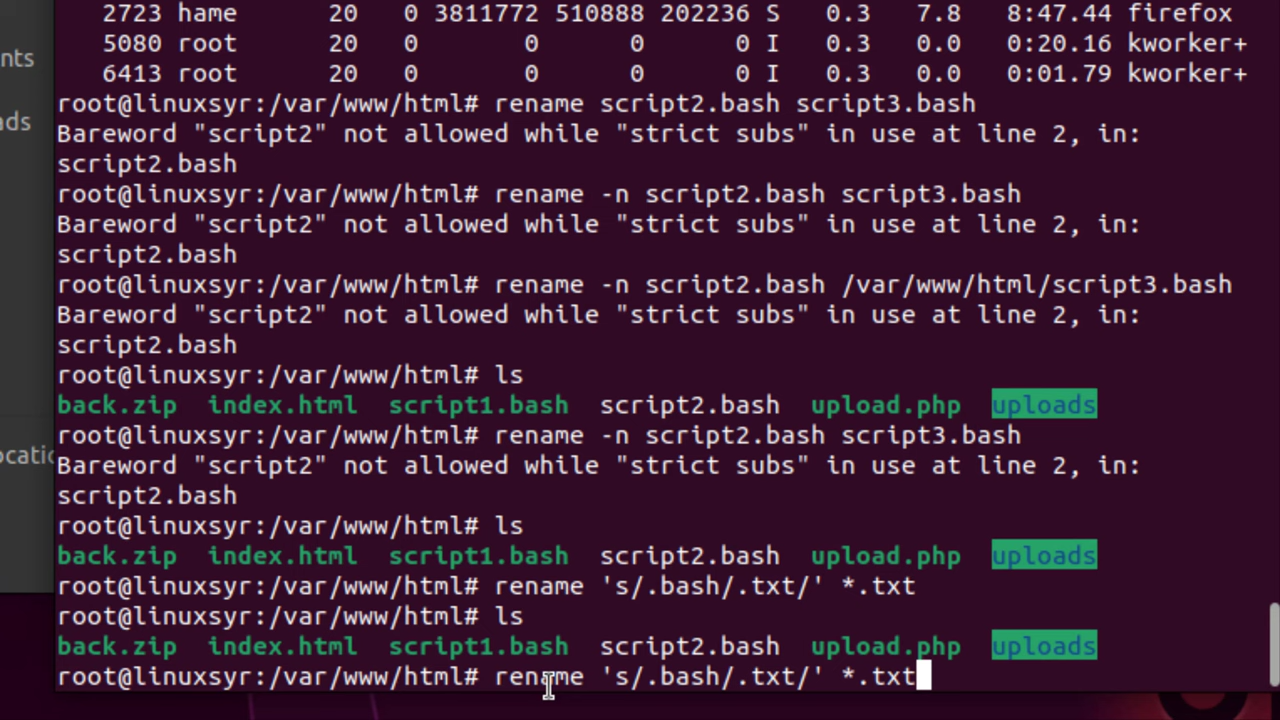 2723 hame 20 0 3811772 510888 202236 S 0.3 7.8 8:47.44 firefox
nts 5080 root 20 0 0 0 0 I 0.3 0.0 0:20.16 kworker+
6413 root 20 0 0 0 0 I 0.3 0.0 0:01.79 kworker+
root@linuxsyr:/var/www/html# rename script2.bash script3.bash
ads Bareword "script2" not allowed while "strict subs" in use at line 2, in:
script2.bash
root@linuxsyr:/var/www/html# rename -n script2.bash script3.bash
Bareword "script2" not allowed while "strict subs" in use at line 2, in:
script2.bash
root@linuxsyr:/var/www/html# rename -n script2.bash /var/www/html/script3.bash
Bareword "script2" not allowed while "strict subs" in use at line 2, in:
script2.bash
root@linuxsyr:/var/www/html# ls
back.zip index.html script1.bash script2.bash upload.php uploads
root@linuxsyr:/var/www/html# rename -n script2.bash script3.bash
ocatio Bareword "script2" not allowed while "strict subs" in use at line 2, in:
script2.bash
root@linuxsyr:/var/www/html# ls
back.zip index.html script1.bash script2.bash upload.php uploads
root@linuxsyr:/var/www/html# rename 's/.bash/.txt/' *.txt
root@linuxsyr:/var/www/html# ls
back.zip index.html script1.bash script2.bash upload.php uploads
root@linuxsyr:/var/www/html# rename 's/.bash/.txt/' *.txt